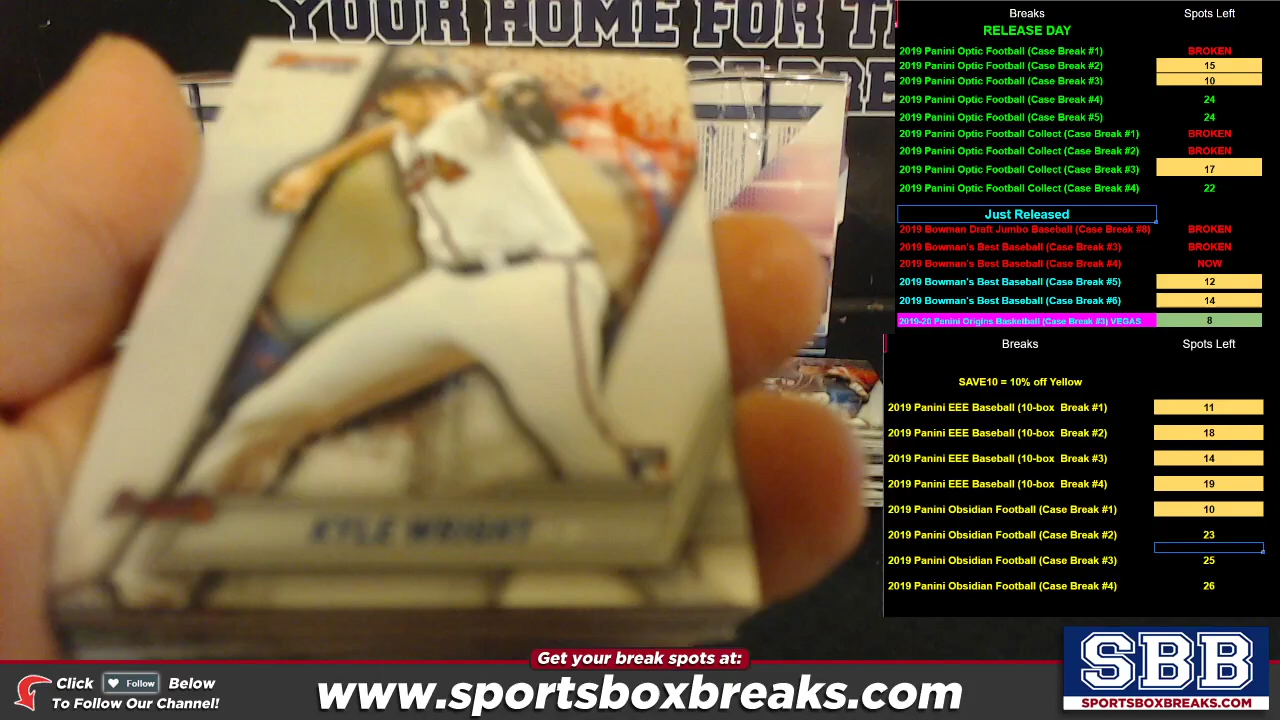 YOUR HOME FOR T
Breaks Spots Left
RELEASE DAY
2019 Panini Optic Football (Case Break #1) BROKEN
2019 Panini Optic Football (Case Break #2) 15
2019 Panini Optic Football (Case Break #3) 10
2019 Panini Optic Football (Case Break #4) 24
2019 Panini Optic Football (Case Break #5) 24
2019 Panini Optic Football Collect (Case Break #1) BROKEN
2019 Panini Optic Football Collect (Case Break #2) BROKEN
2019 Panini Optic Football Collect (Case Break #3) 17
2019 Panini Optic Football Collect (Case Break #4) 22
Just Released
2019 Bowman Draft Jumbo Baseball (Case Break #8) BROKEN
2019 Bowman's Best Baseball (Case Break #3) BROKEN
2019 Bowman's Best Baseball (Case Break #4) NOW
2019 Bowman's Best Baseball (Case Break #5) 12
2019 Bowman's Best Baseball (Case Break #6) 14
2019-20 Panini Origins Basketball (Case Break #3) VEGAS 8
Breaks Spots Left
SAVE10 = 10% off Yellow
2019 Panini EEE Baseball (10-box Break #1) 11
2019 Panini EEE Baseball (10-box Break #2) 18
2019 Panini EEE Baseball (10-box Break #3) 14
2019 Panini EEE Baseball (10-box Break #4) 19
2019 Panini Obsidian Football (Case Break #1) 10
2019 Panini Obsidian Football (Case Break #2) 23
2019 Panini Obsidian Football (Case Break #3) 25
2019 Panini Obsidian Football (Case Break #4) 26
KYLE WRIGHT
Get your break spots at:
Click Follow Below
To Follow Our Channel!
www.sportsboxbreaks.com
SBB
SPORTSBOXBREAKS.COM